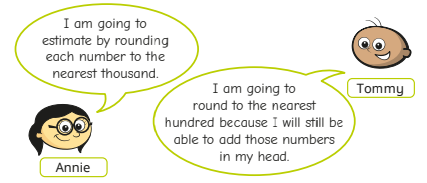 I am going to
estimate by rounding
each number to the
nearest thousand.
Annie
I am going to
round to the nearest
hundred because I will still be
able to add those numbers
in my head.
Tommy